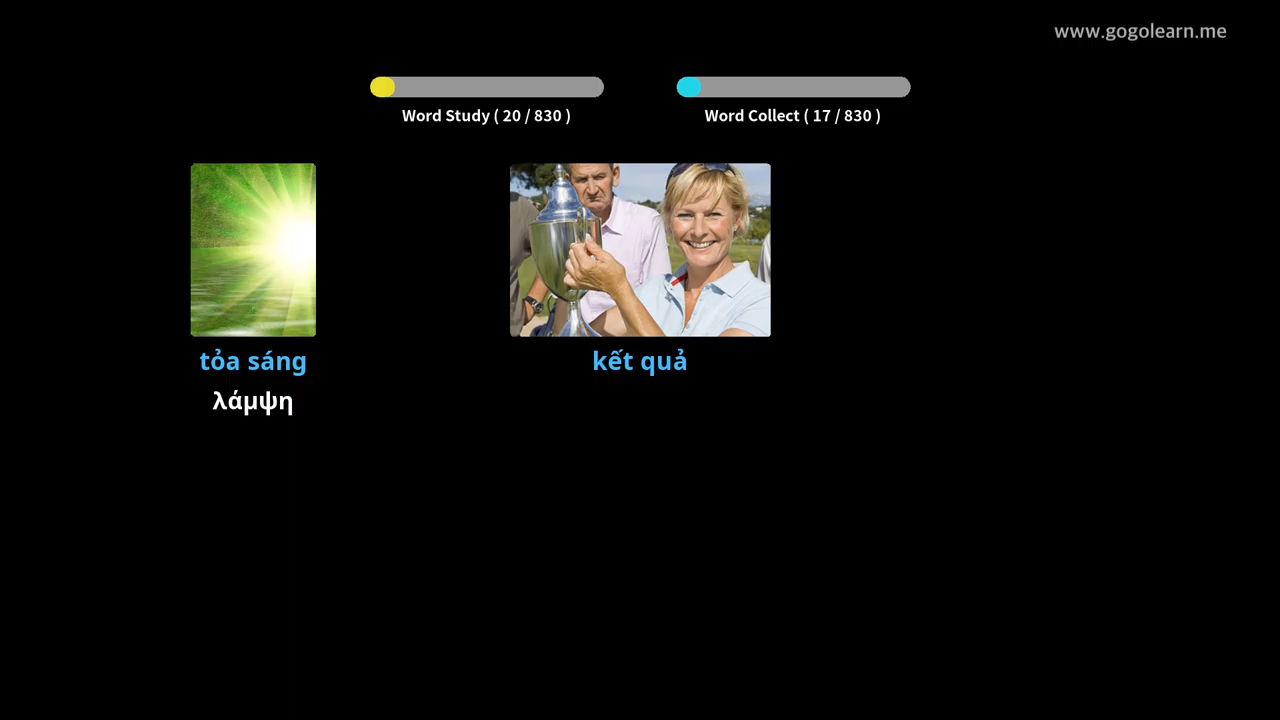 www.gogolearn.me
Word Study ( 20 / 830 )
Word Collect ( 17 / 830 )
tỏa sáng
λάμψη
kết quả